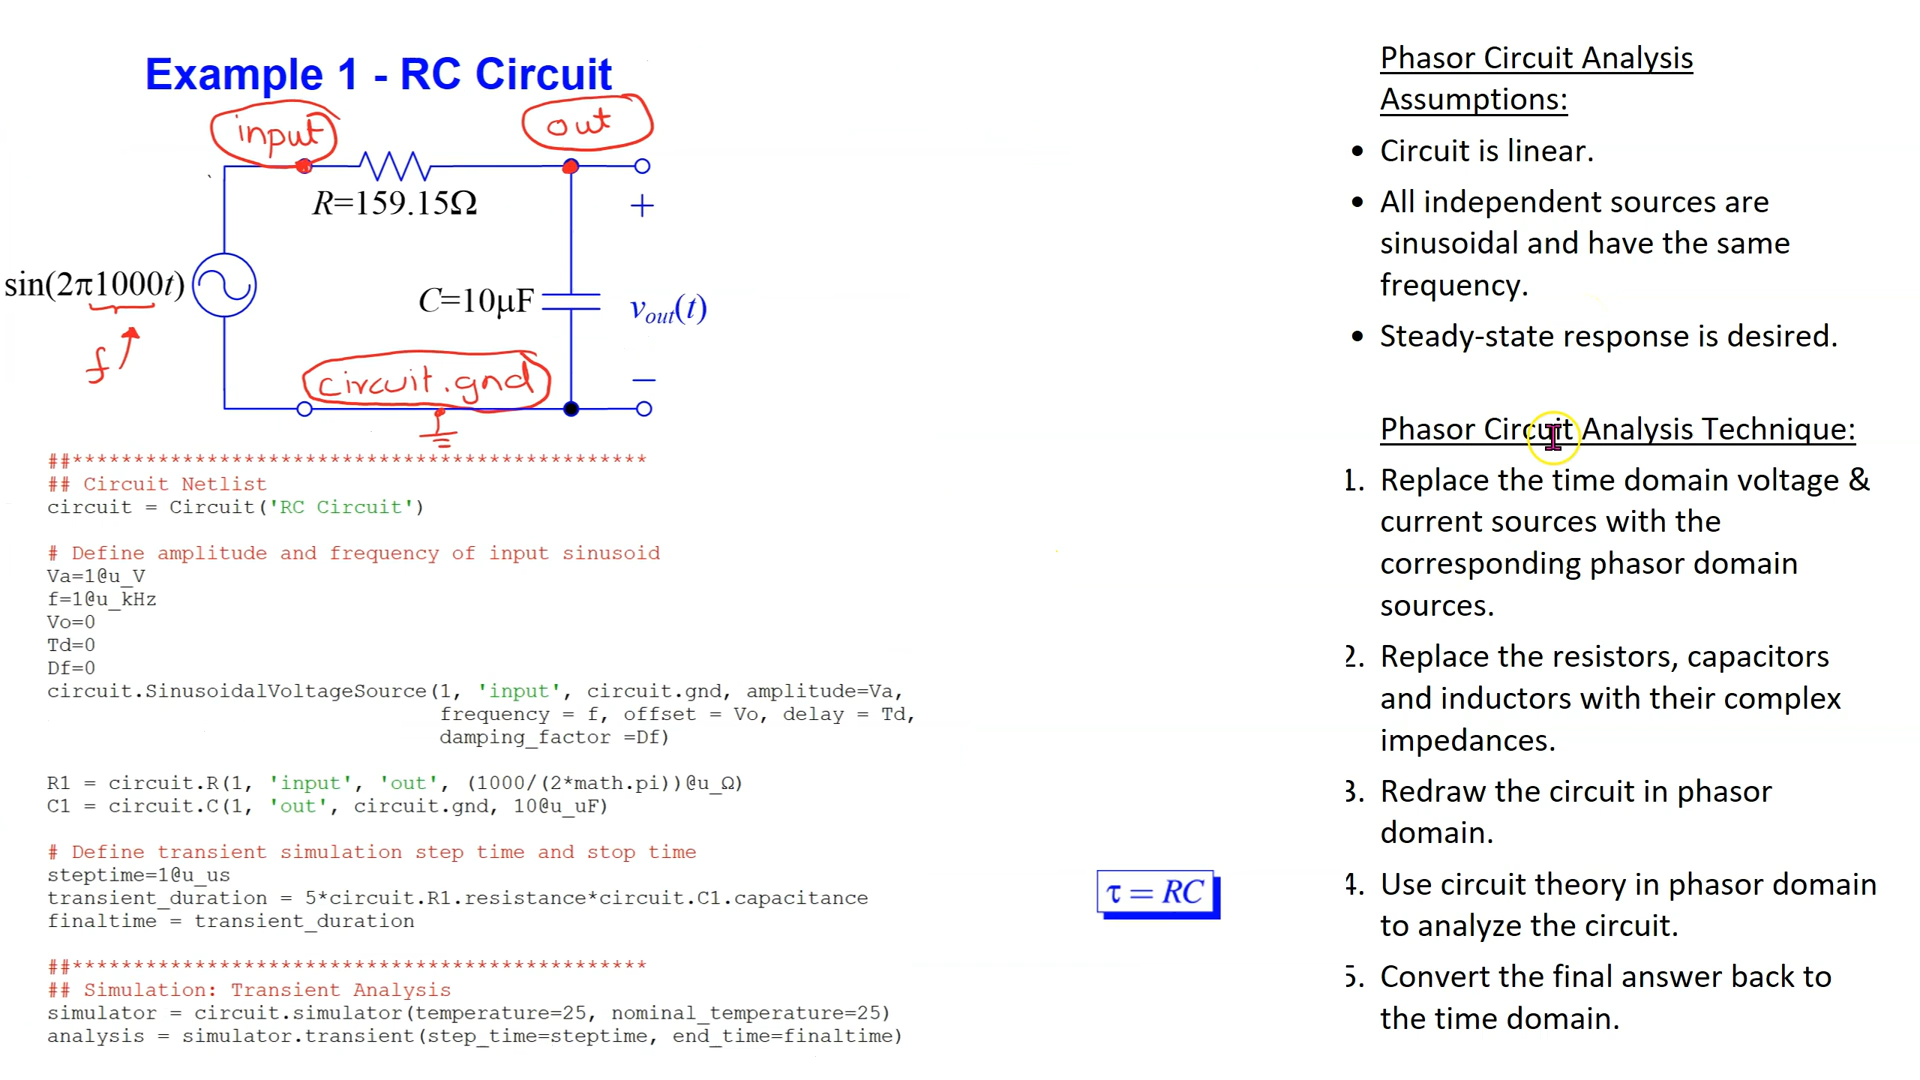 Example 1 - RC Circuit
input
out
R=159.15Ω
+
sin(2π1000t)
C=10µF
vout(t)
f
circuit.gnd
−
##***********************************************
## Circuit Netlist
circuit = Circuit('RC Circuit')
# Define amplitude and frequency of input sinusoid
Va=1@u_V
f=1@u_kHz
Vo=0
Td=0
Df=0
circuit.SinusoidalVoltageSource(1, 'input', circuit.gnd, amplitude=Va,
frequency = f, offset = Vo, delay = Td,
damping_factor =Df)
R1 = circuit.R(1, 'input', 'out', (1000/(2*math.pi))@u_Ω)
C1 = circuit.C(1, 'out', circuit.gnd, 10@u_uF)
# Define transient simulation step time and stop time
steptime=1@u_us
transient_duration = 5*circuit.R1.resistance*circuit.C1.capacitance
finaltime = transient_duration
##***********************************************
## Simulation: Transient Analysis
simulator = circuit.simulator(temperature=25, nominal_temperature=25)
analysis = simulator.transient(step_time=steptime, end_time=finaltime)
τ = RC
Phasor Circuit Analysis
Assumptions:
• Circuit is linear.
• All independent sources are
sinusoidal and have the same
frequency.
• Steady-state response is desired.
Phasor Circuit Analysis Technique:
1. Replace the time domain voltage &
current sources with the
corresponding phasor domain
sources.
2. Replace the resistors, capacitors
and inductors with their complex
impedances.
3. Redraw the circuit in phasor
domain.
4. Use circuit theory in phasor domain
to analyze the circuit.
5. Convert the final answer back to
the time domain.